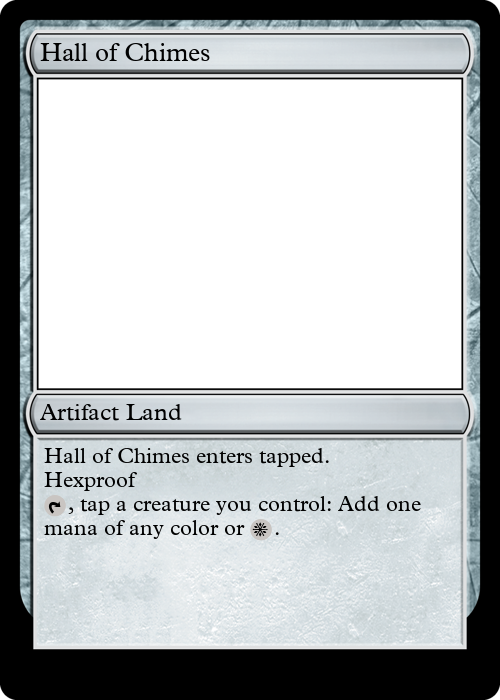 Hall of Chimes
Artifact Land
Hall of Chimes enters tapped.
Hexproof
, tap a creature you control: Add one
mana of any color or .